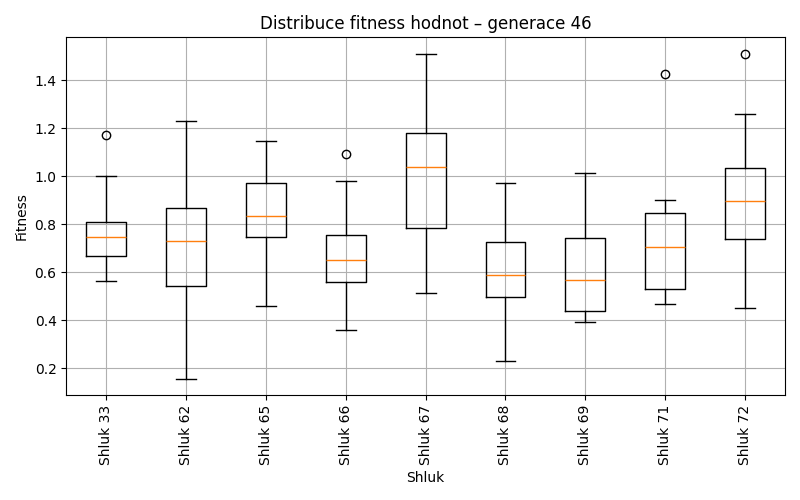 Distribuce fitness hodnot – generace 46
Fitness
1.4
1.2
1.0
0.8
0.6
0.4
0.2
Shluk 33
Shluk 62
Shluk 65
Shluk 66
Shluk 67
Shluk 68
Shluk 69
Shluk 71
Shluk 72
Shluk